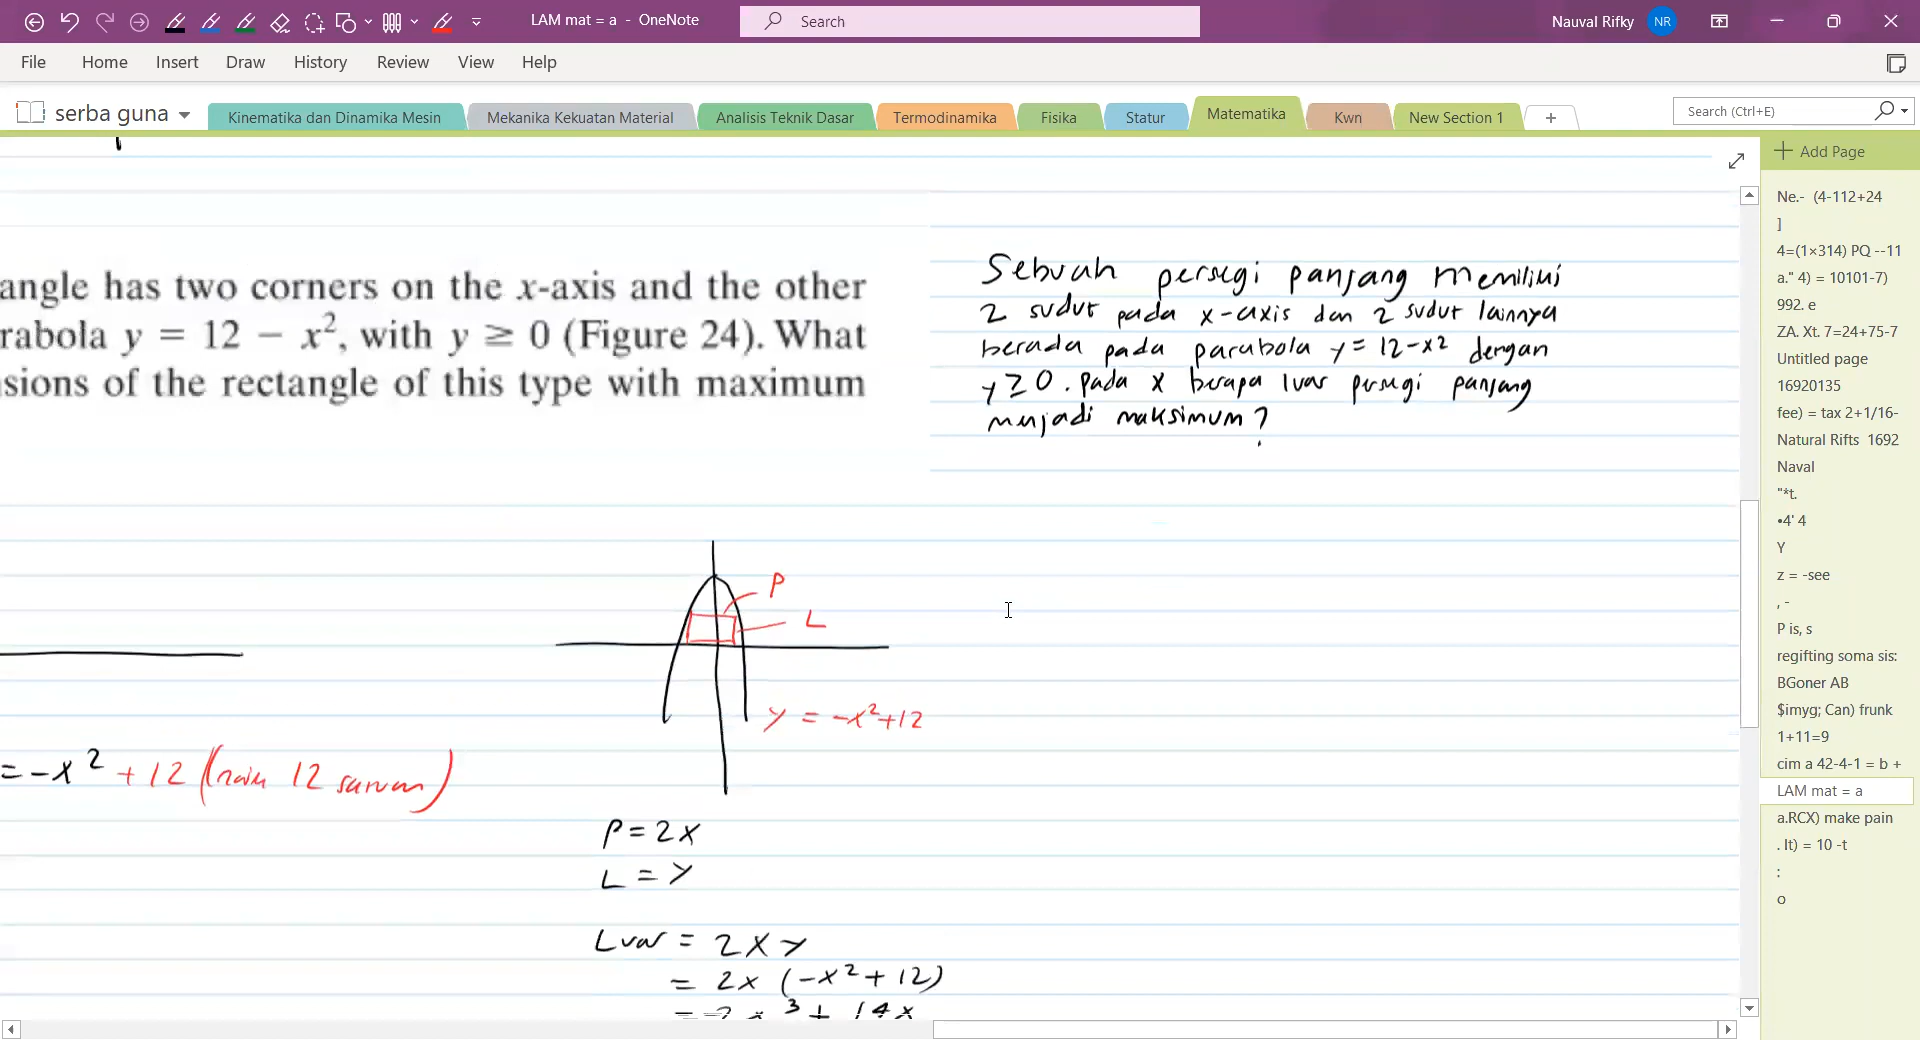 LAM mat = a - OneNote
Search
Nauval Rifky
NR
File
Home
Insert
Draw
History
Review
View
Help
serba guna
Kinematika dan Dinamika Mesin
Mekanika Kekuatan Material
Analisis Teknik Dasar
Termodinamika
Fisika
Statur
Matematika
Kwn
New Section 1
+
Search (Ctrl+E)
angle has two corners on the x-axis and the other
rabola y = 12 − x², with y ≥ 0 (Figure 24). What
sions of the rectangle of this type with maximum
Sebuah persegi panjang memiliki
2 sudut pada x-axis dan 2 sudut lainnya
berada pada parabola y = 12-x² dengan
y ≥ 0. pada x berapa luar persegi panjang
menjadi maksimum?
P
L
y = -x²+12
= -x² + 12 (naik 12 satuan)
P = 2x
L = y
Luar = 2xy
= 2x (-x²+12)
Add Page
Ne.- (4-112+24
]
4=(1×314) PQ --11
a." 4) = 10101-7)
992. e
ZA. Xt. 7=24+75-7
Untitled page
16920135
fee) = tax 2+1/16-
Natural Rifts 1692
Naval
"*t.
•4' 4
Y
z = -see
, -
P is, s
regifting soma sis:
BGoner AB
$imyg; Can) frunk
1+11=9
cim a 42-4-1 = b +
LAM mat = a
a.RCX) make pain
. It) = 10 -t
:
o